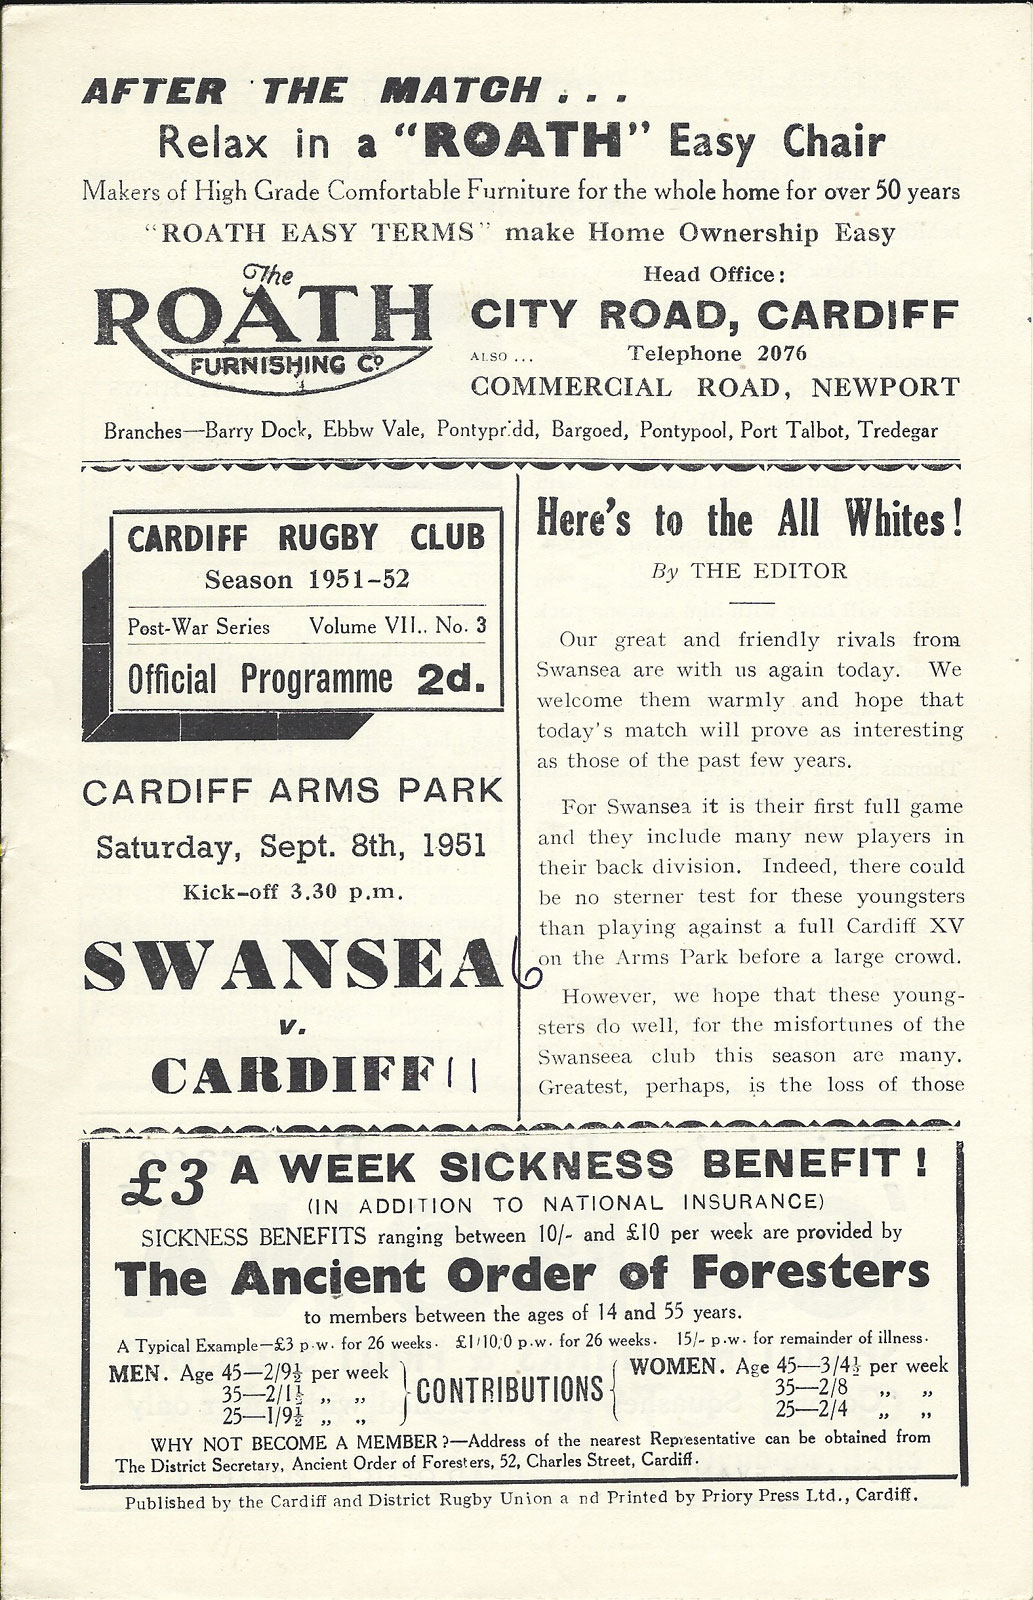 AFTER THE MATCH . . .
Relax in a "ROATH" Easy Chair
Makers of High Grade Comfortable Furniture for the whole home for over 50 years
"ROATH EASY TERMS" make Home Ownership Easy
The
ROATH
FURNISHING Co
Head Office:
CITY ROAD, CARDIFF
ALSO ... Telephone 2076
COMMERCIAL ROAD, NEWPORT
Branches—Barry Dock, Ebbw Vale, Pontypridd, Bargoed, Pontypool, Port Talbot, Tredegar
CARDIFF RUGBY CLUB
Season 1951-52
Post-War Series Volume VII.. No. 3
Official Programme 2d.
CARDIFF ARMS PARK
Saturday, Sept. 8th, 1951
Kick-off 3.30 p.m.
SWANSEA 6
v.
CARDIFF 11
Here's to the All Whites!
By THE EDITOR
Our great and friendly rivals from
Swansea are with us again today. We
welcome them warmly and hope that
today's match will prove as interesting
as those of the past few years.
For Swansea it is their first full game
and they include many new players in
their back division. Indeed, there could
be no sterner test for these youngsters
than playing against a full Cardiff XV
on the Arms Park before a large crowd.
However, we hope that these young-
sters do well, for the misfortunes of the
Swanseea club this season are many.
Greatest, perhaps, is the loss of those
£3 A WEEK SICKNESS BENEFIT!
(IN ADDITION TO NATIONAL INSURANCE)
SICKNESS BENEFITS ranging between 10/- and £10 per week are provided by
The Ancient Order of Foresters
to members between the ages of 14 and 55 years.
A Typical Example—£3 p.w. for 26 weeks. £1/10/0 p.w. for 26 weeks. 15/- p.w. for remainder of illness.
MEN. Age 45—2/9½ per week
35—2/1½ „ „
25—1/9½ „ „
CONTRIBUTIONS
WOMEN. Age 45—3/4½ per week
35—2/8 „ „
25—2/4 „ „
WHY NOT BECOME A MEMBER?—Address of the nearest Representative can be obtained from
The District Secretary, Ancient Order of Foresters, 52, Charles Street, Cardiff.
Published by the Cardiff and District Rugby Union a nd Printed by Priory Press Ltd., Cardiff.